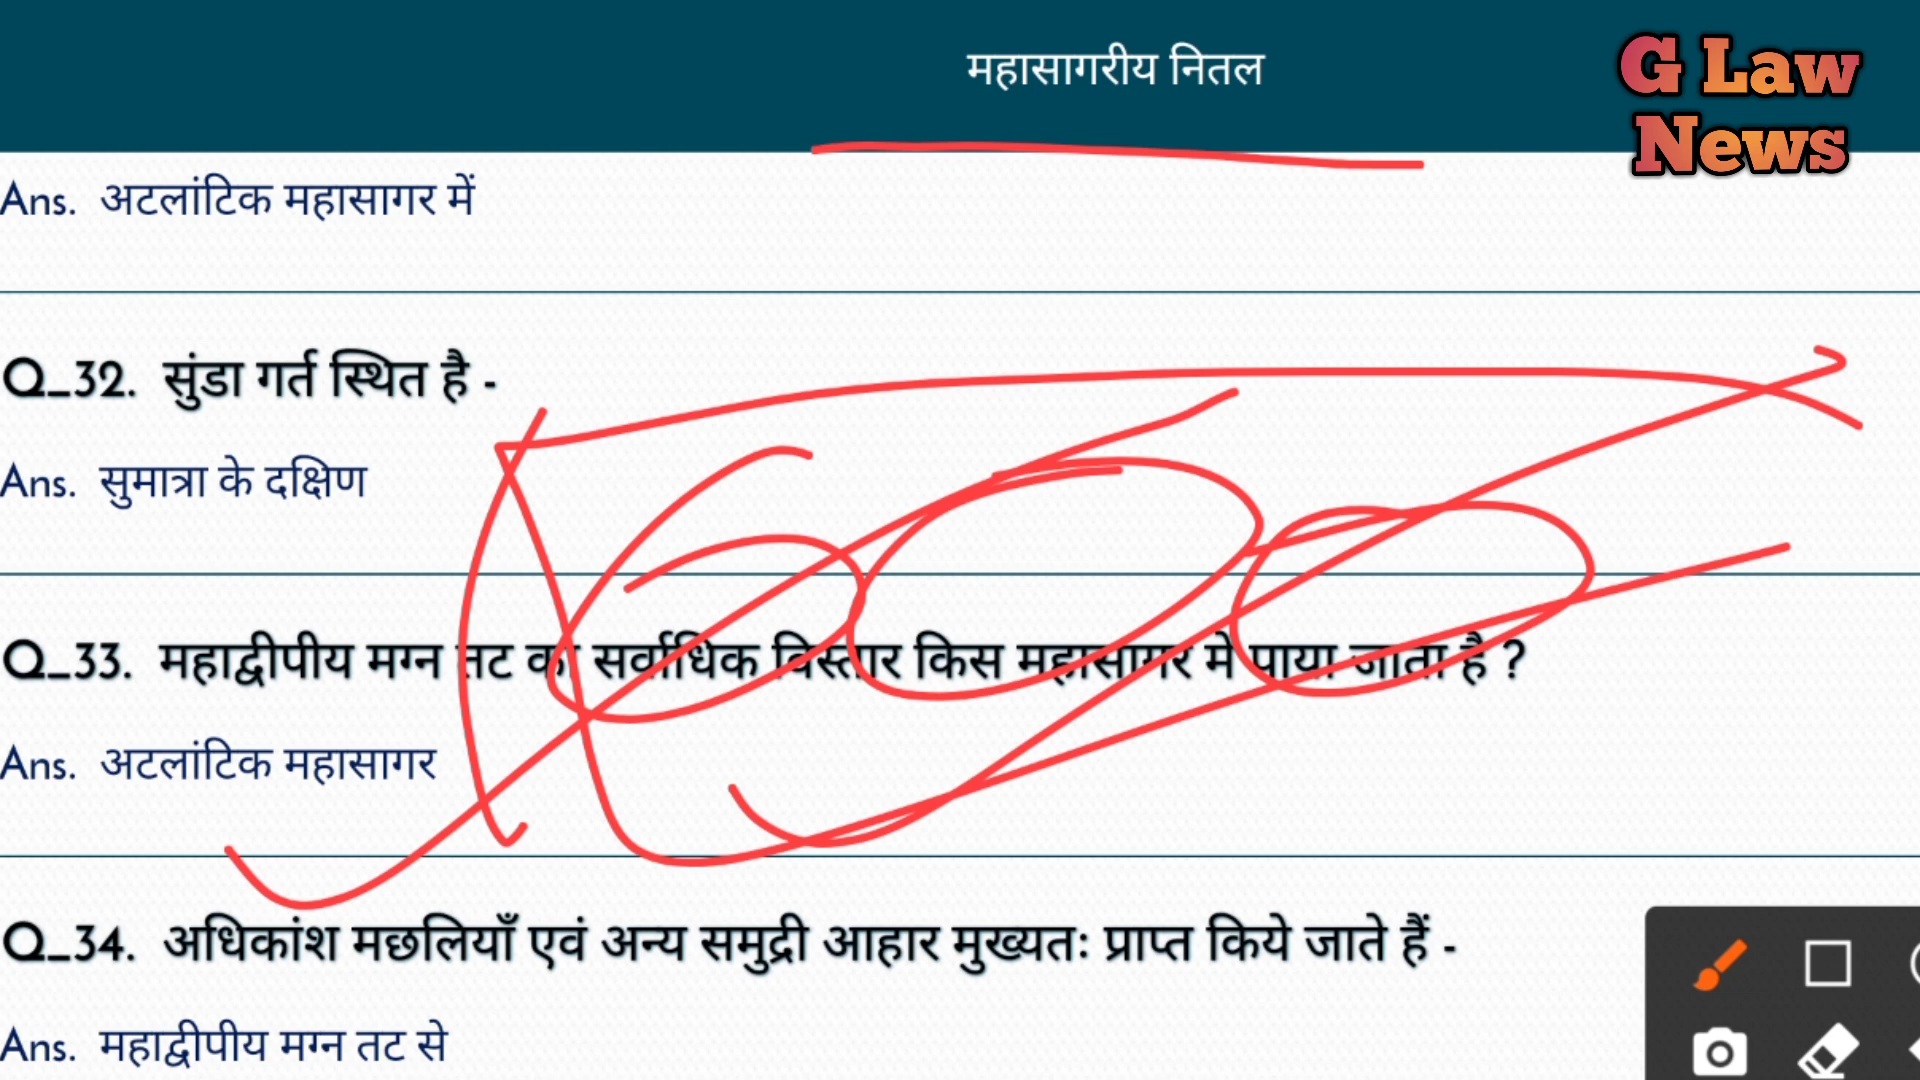 महासागरीय नितल
G Law
News
Ans. अटलांटिक महासागर में
Q_32. सुंडा गर्त स्थित है -
Ans. सुमात्रा के दक्षिण
Q_33. महाद्वीपीय मग्न तट का सर्वाधिक विस्तार किस महासागर मे पाया जाता है ?
Ans. अटलांटिक महासागर
Q_34. अधिकांश मछलियाँ एवं अन्य समुद्री आहार मुख्यतः प्राप्त किये जाते हैं -
Ans. महाद्वीपीय मग्न तट से